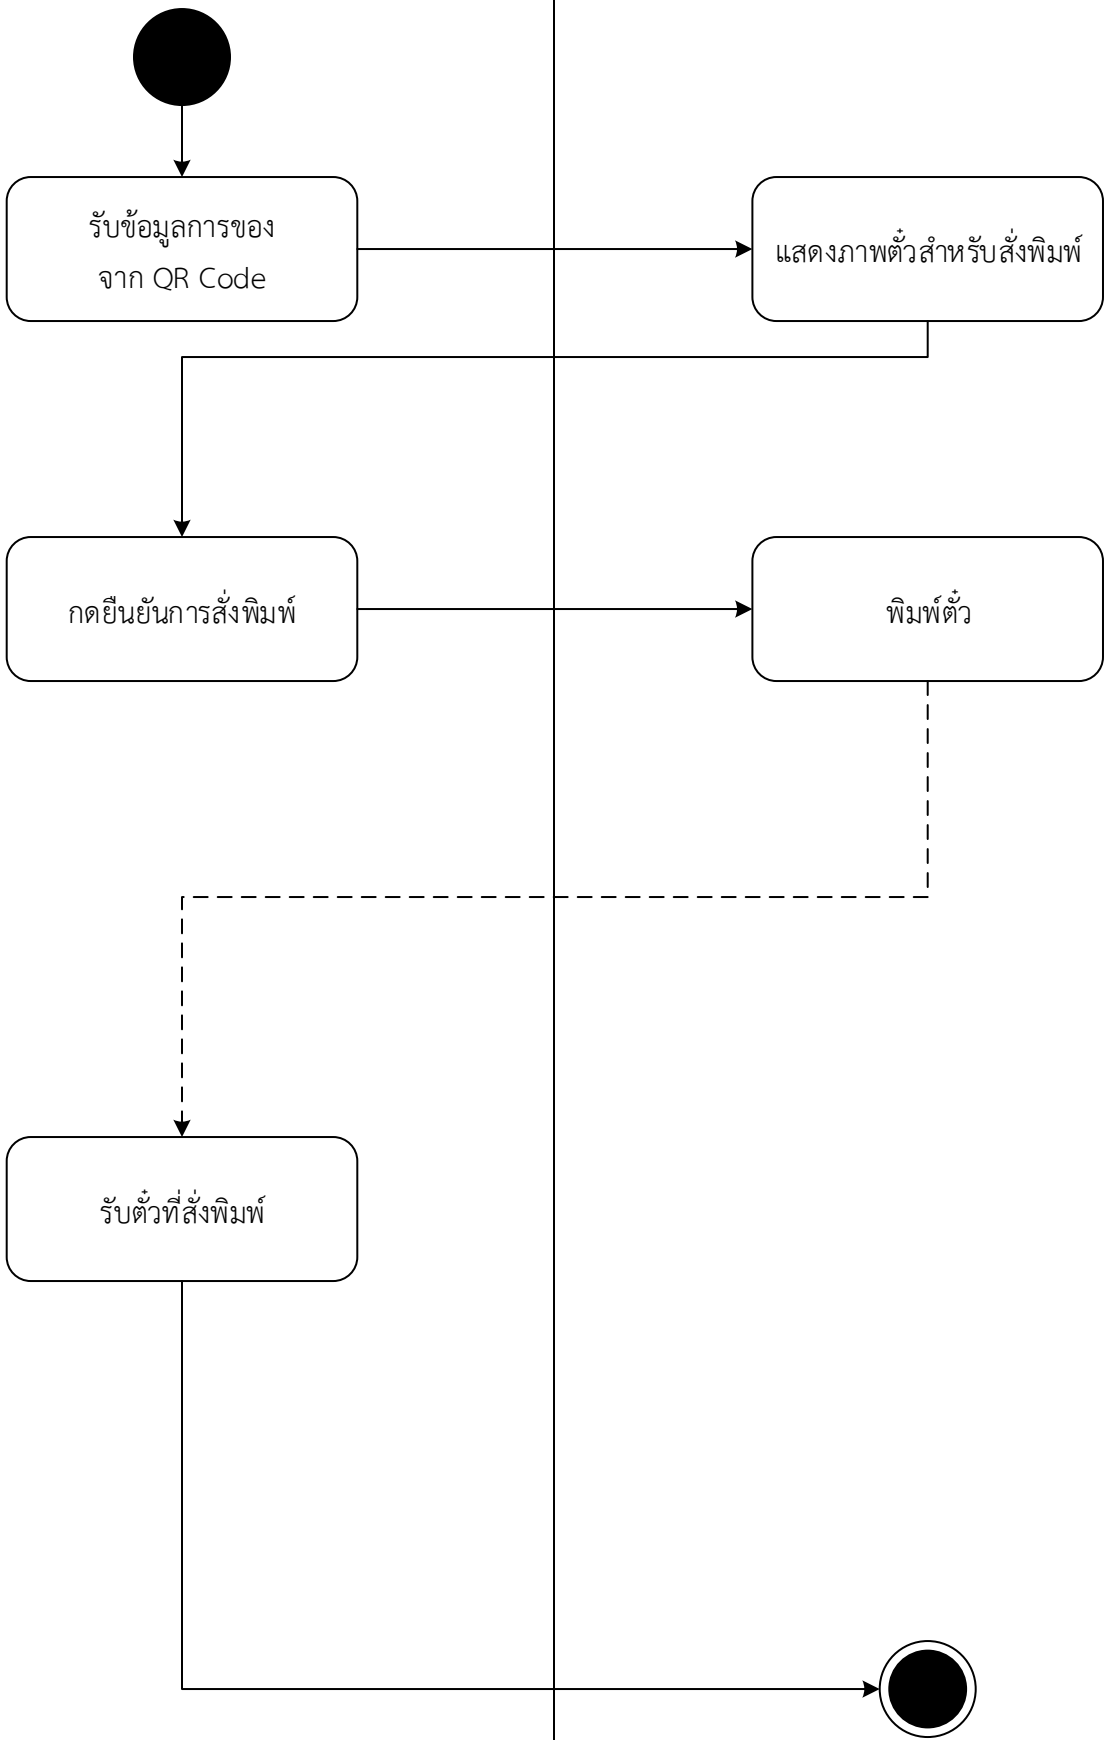 รับข้อมูลการของ
จาก QR Code
แสดงภาพตั๋วสำหรับสั่งพิมพ์
กดยืนยันการสั่งพิมพ์
พิมพ์ตั๋ว
รับตั๋วที่สั่งพิมพ์